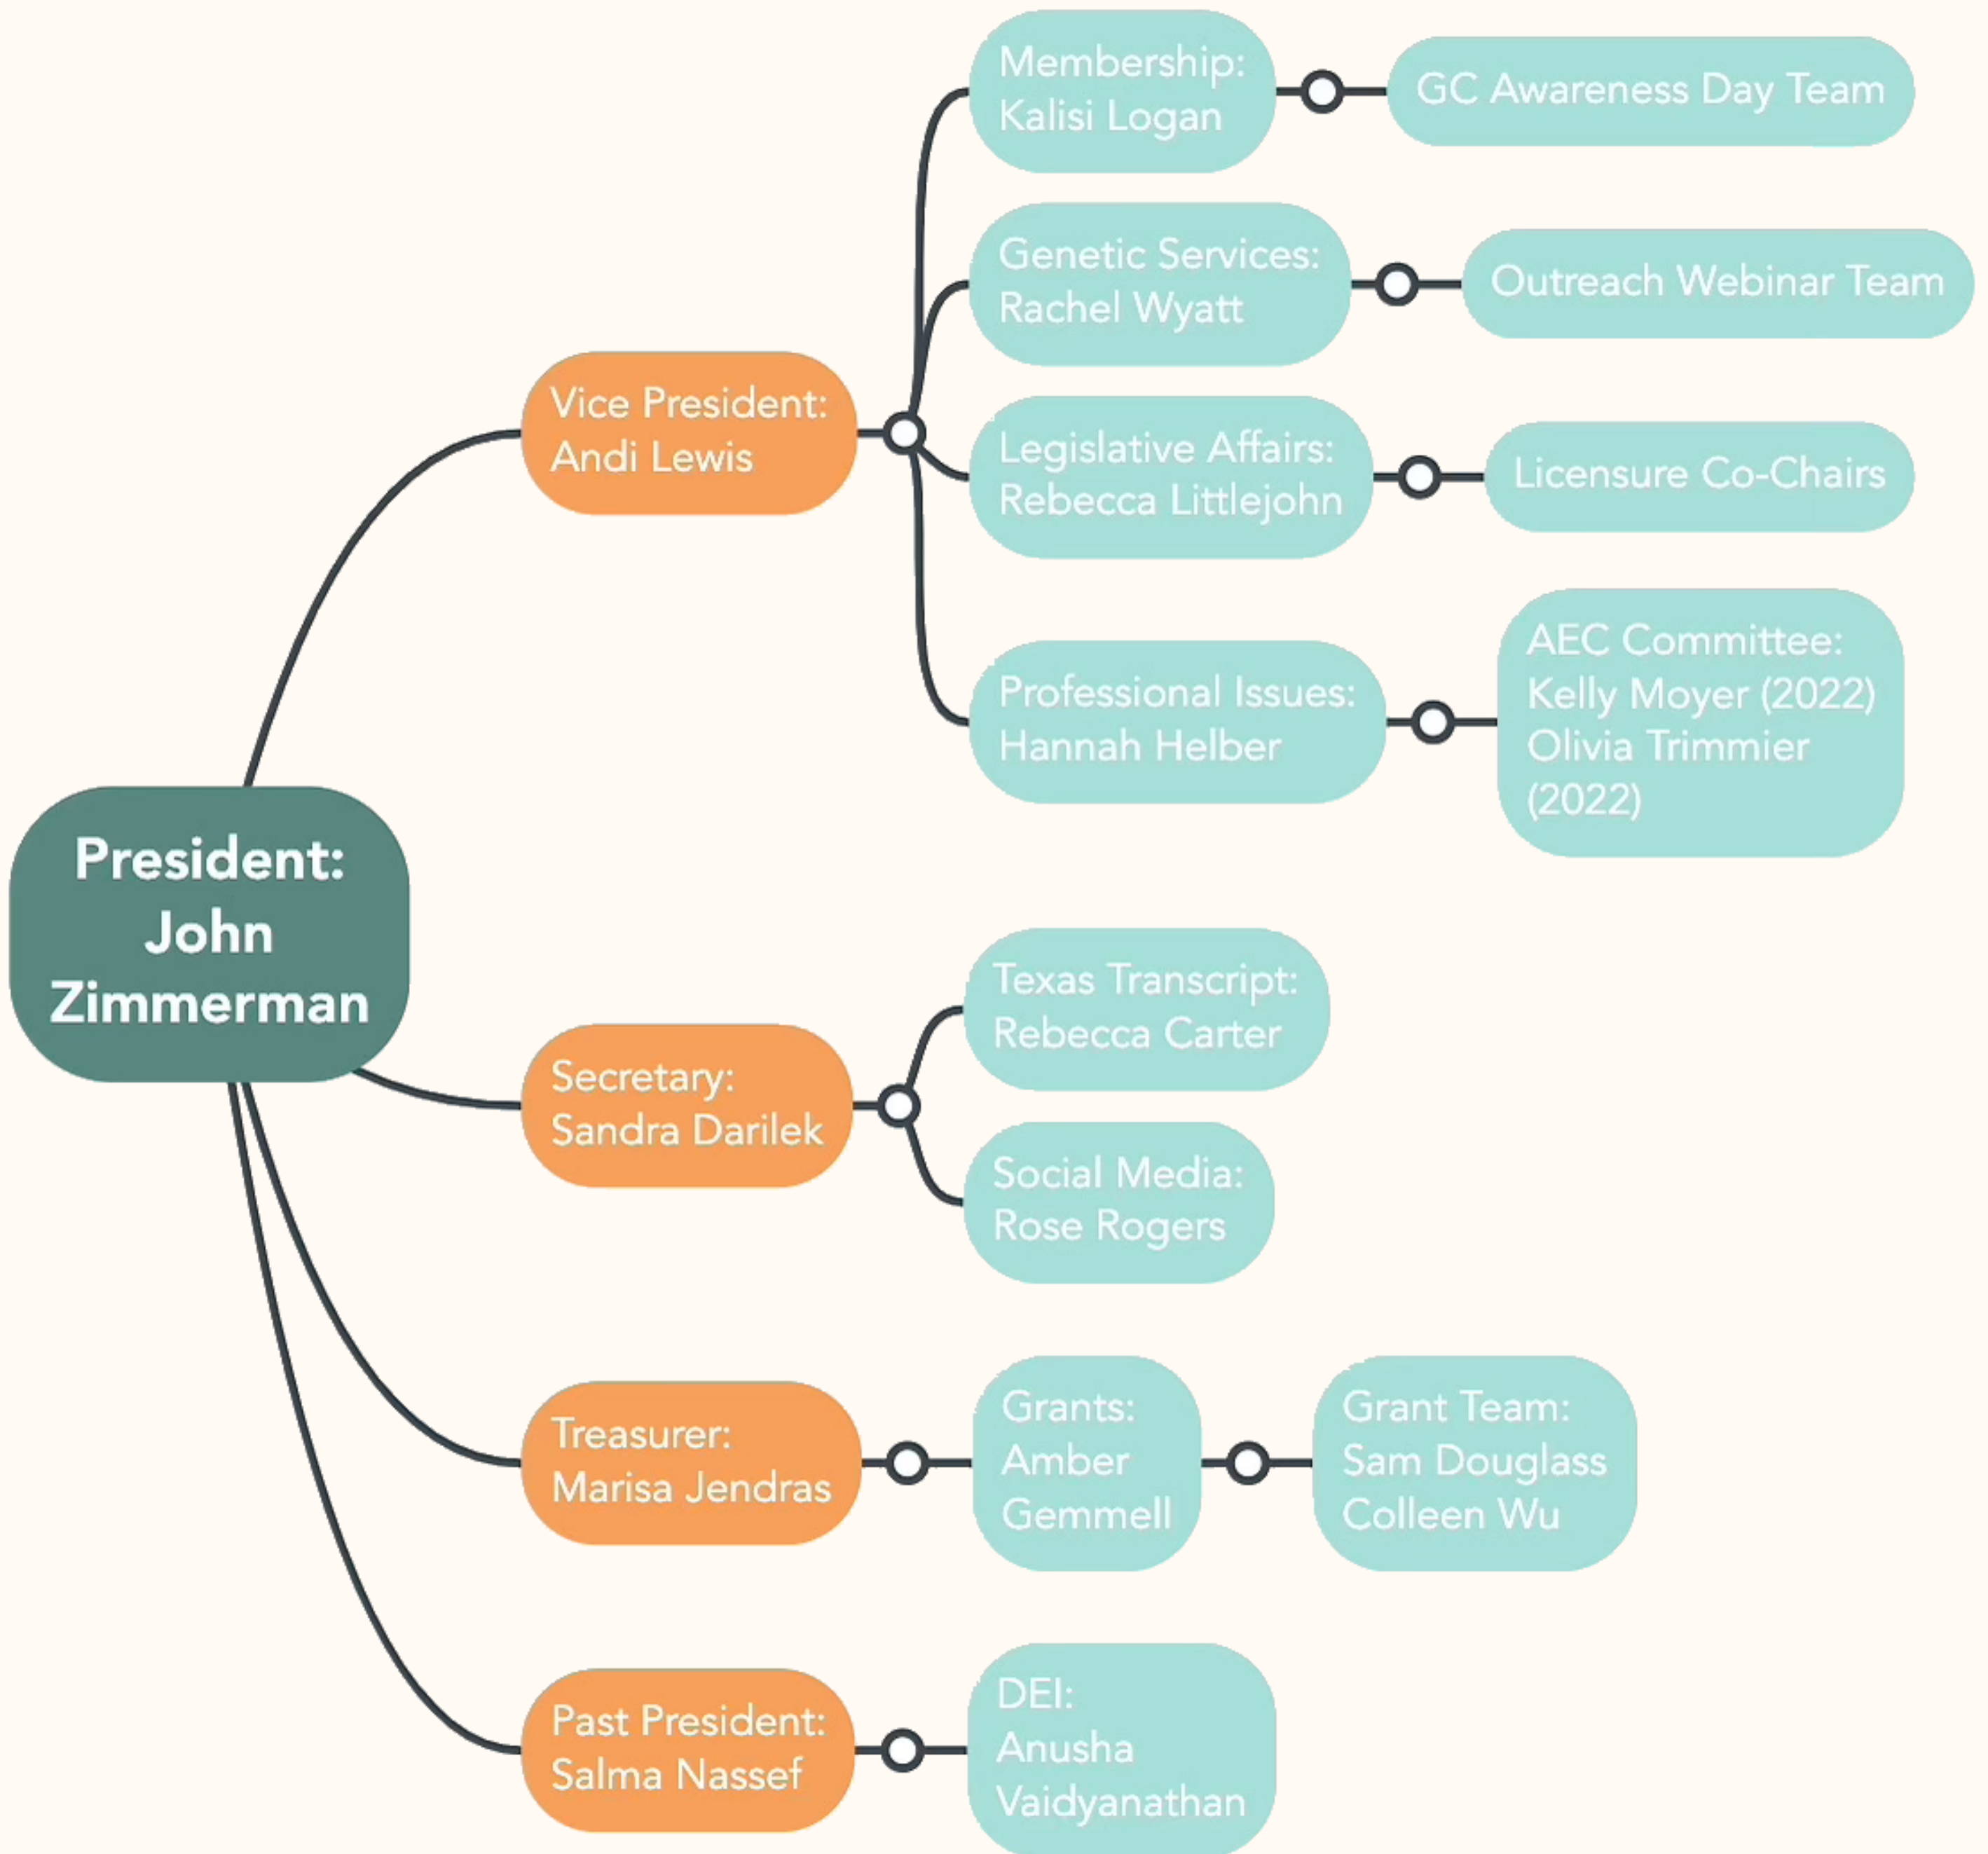 President:
John
Zimmerman
Vice President:
Andi Lewis
Membership:
Kalisi Logan
GC Awareness Day Team
Genetic Services:
Rachel Wyatt
Outreach Webinar Team
Legislative Affairs:
Rebecca Littlejohn
Licensure Co-Chairs
Professional Issues:
Hannah Helber
AEC Committee:
Kelly Moyer (2022)
Olivia Trimmier
(2022)
Secretary:
Sandra Darilek
Texas Transcript:
Rebecca Carter
Social Media:
Rose Rogers
Treasurer:
Marisa Jendras
Grants:
Amber
Gemmell
Grant Team:
Sam Douglass
Colleen Wu
Past President:
Salma Nassef
DEI:
Anusha
Vaidyanathan